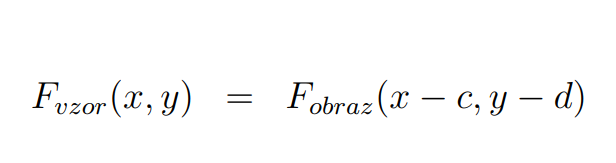 F_{vzor}(x, y) = F_{obraz}(x − c, y − d)